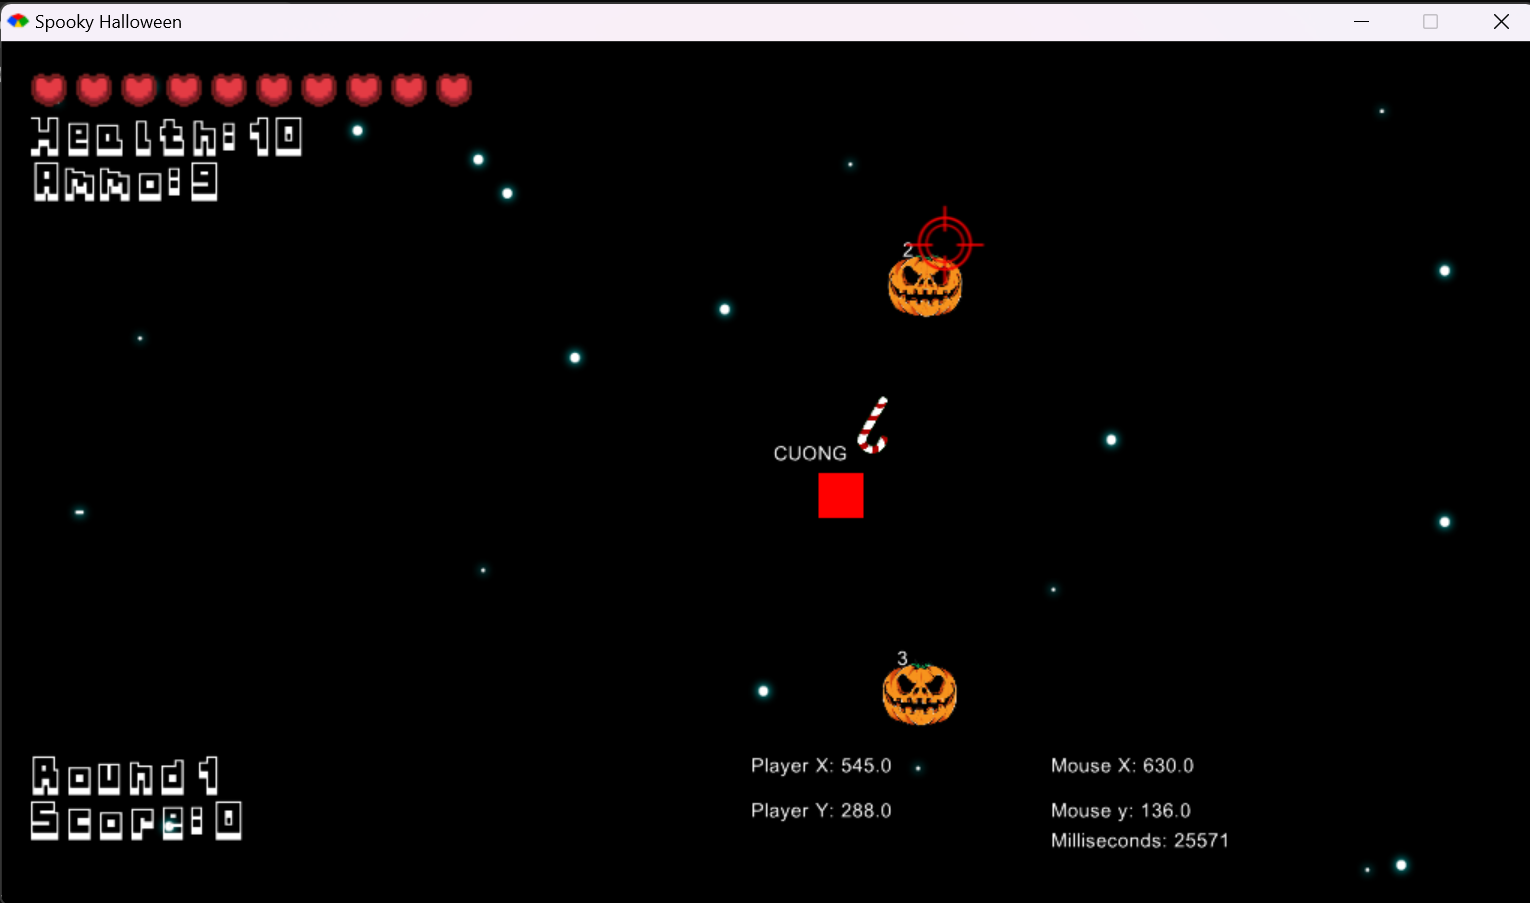 Spooky Halloween
Health:10
Ammo:9
2
CUONG
3
Round 1
Score:0
Player X: 545.0
Player Y: 288.0
Mouse X: 630.0
Mouse y: 136.0
Milliseconds: 25571